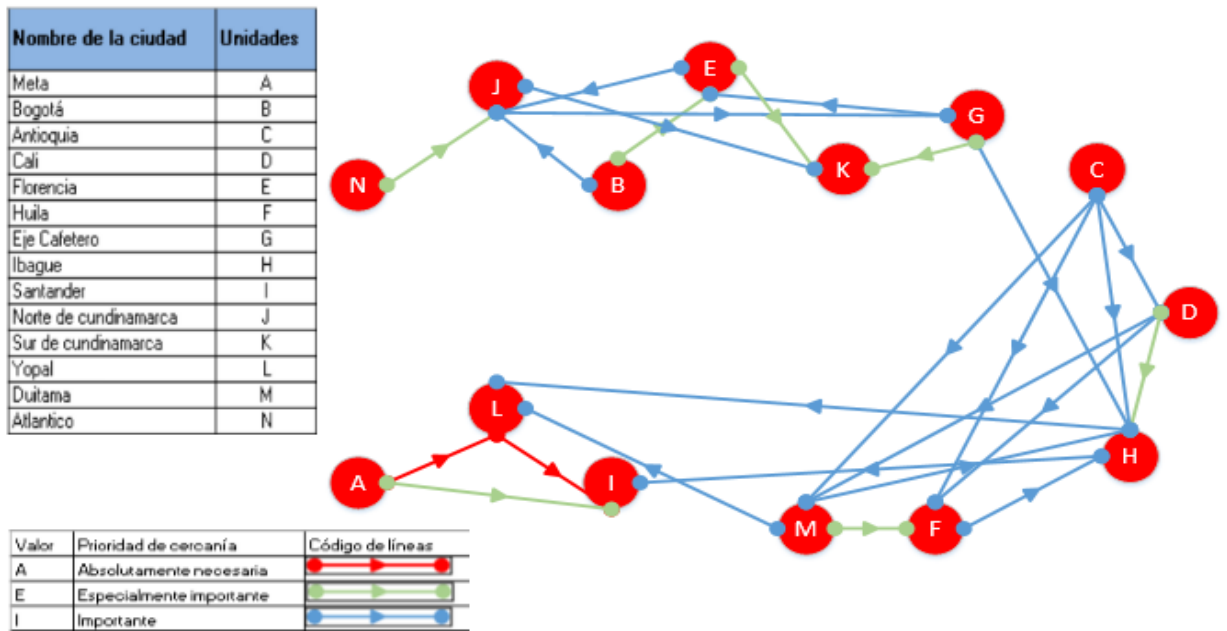 Nombre de la ciudad Unidades
Meta A
Bogotá B
Antioquia C
Cali D
Florencia E
Huila F
Eje Cafetero G
Ibague H
Santander I
Norte de cundinamarca J
Sur de cundinamarca K
Yopal L
Duitama M
Atlantico N
J
E
G
N
B
K
C
D
L
H
A
I
M
F
Valor Prioridad de cercanía Código de líneas
A Absolutamente necesaria
E Especialmente importante
I Importante